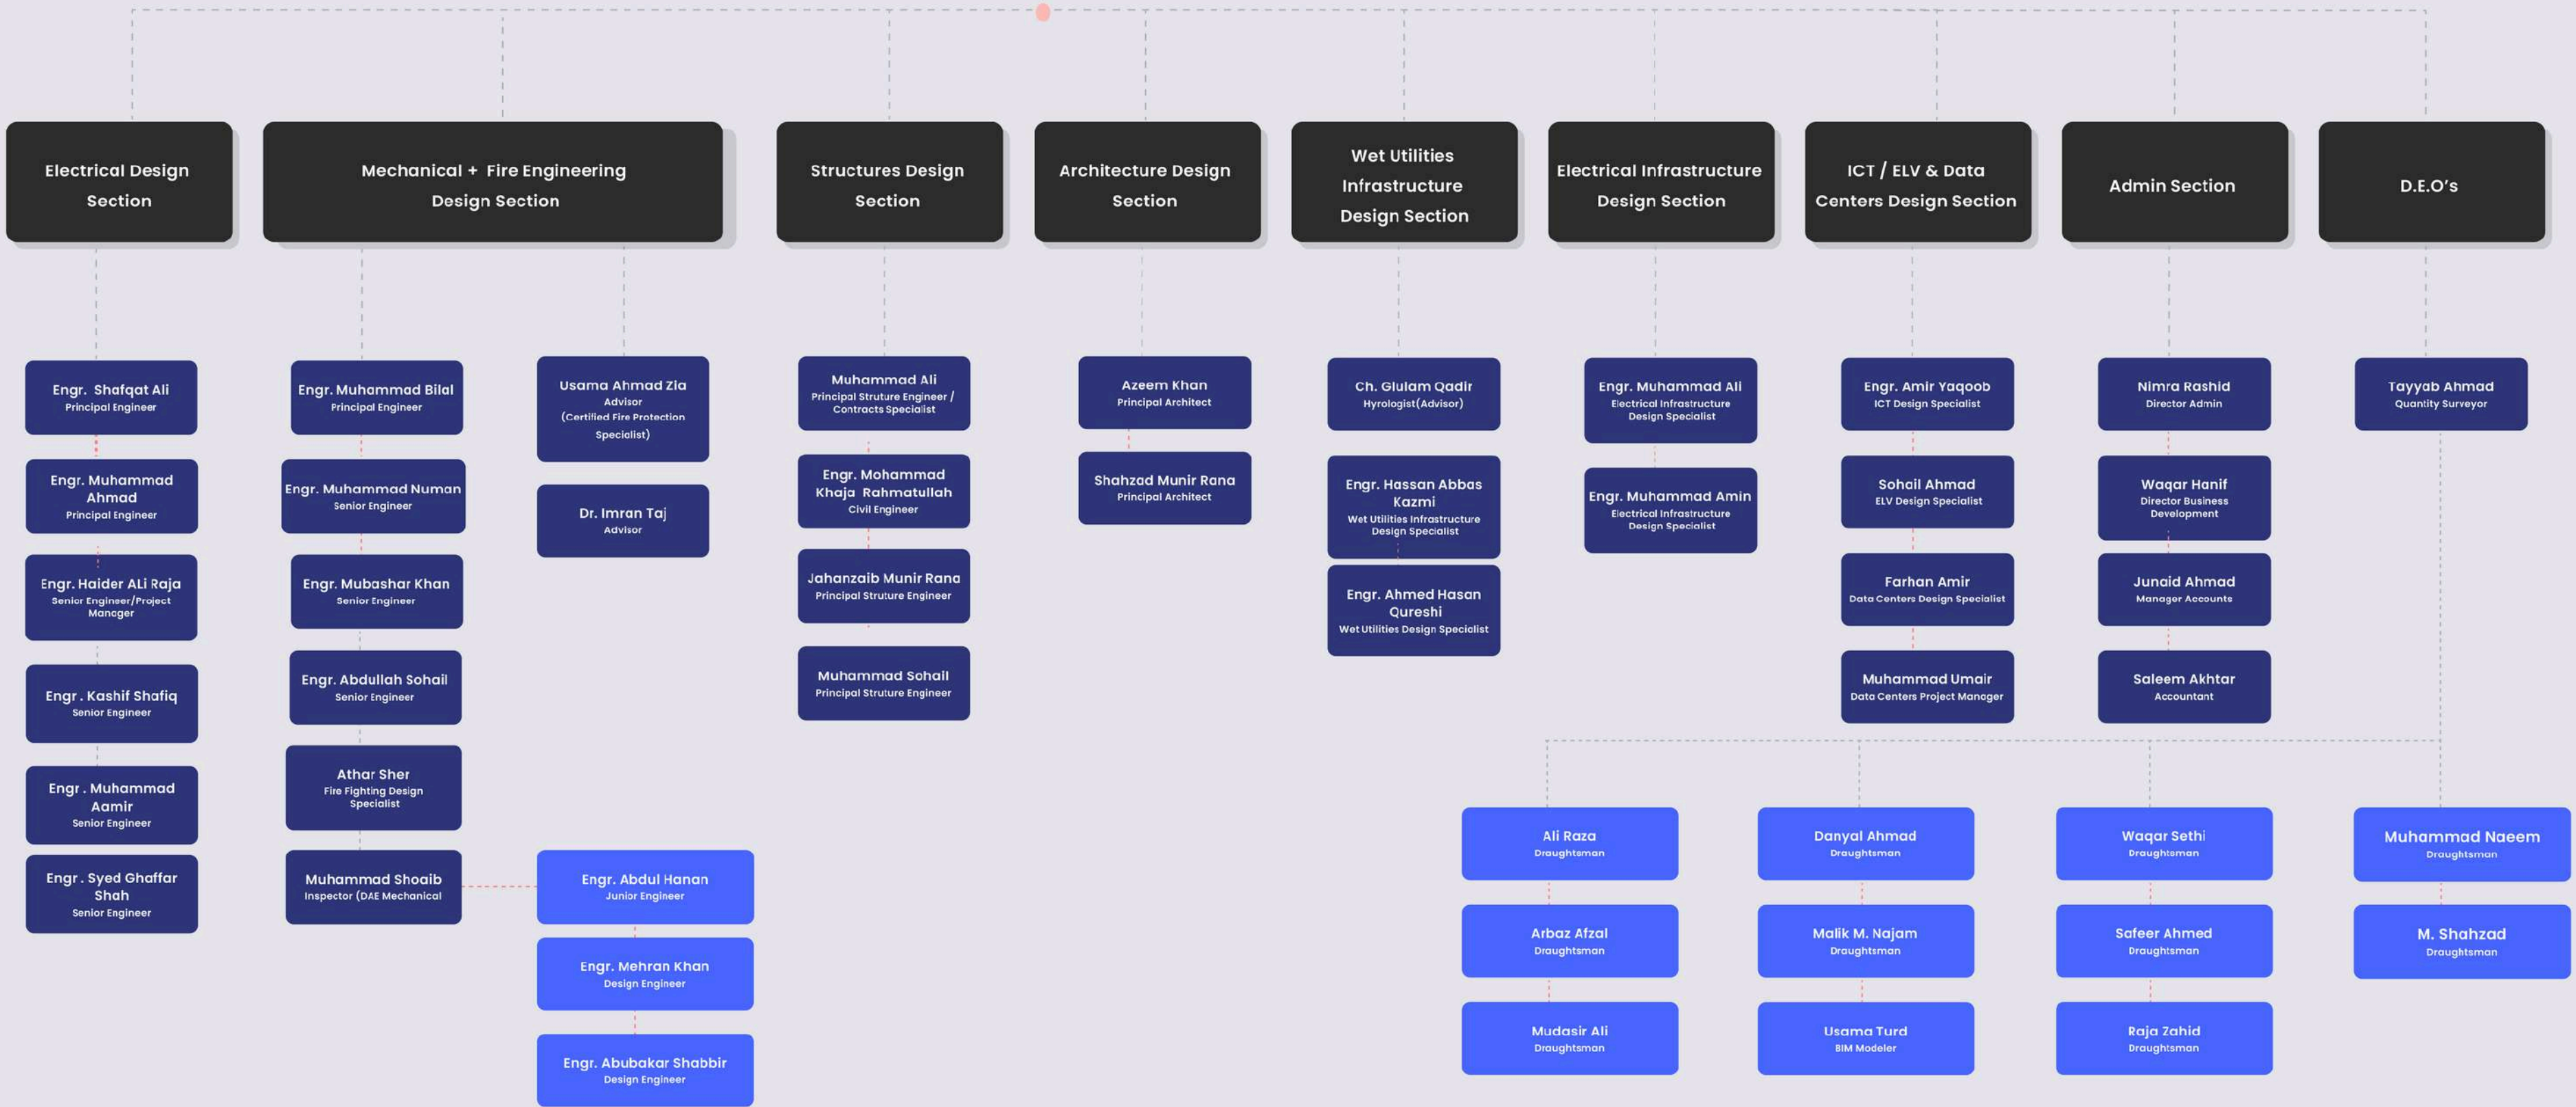 Electrical Design
Section
Mechanical + Fire Engineering
Design Section
Structures Design
Section
Architecture Design
Section
Wet Utilities
Infrastructure
Design Section
Electrical Infrastructure
Design Section
ICT / ELV & Data
Centers Design Section
Admin Section
D.E.O’s
Engr. Shafqat Ali
Principal Engineer
Engr. Muhammad
Ahmad
Principal Engineer
Engr. Haider ALi Raja
Senior Engineer/Project
Manager
Engr . Kashif Shafiq
Senior Engineer
Engr . Muhammad
Aamir
Senior Engineer
Engr . Syed Ghaffar
Shah
Senior Engineer
Engr. Muhammad Bilal
Principal Engineer
Engr. Muhammad Numan
Senior Engineer
Engr. Mubashar Khan
Senior Engineer
Engr. Abdullah Sohail
Senior Engineer
Athar Sher
Fire Fighting Design
Specialist
Muhammad Shoaib
Inspector (DAE Mechanical
Usama Ahmad Zia
Advisor
(Certified Fire Protection
Specialist)
Dr. Imran Taj
Advisor
Engr. Abdul Hanan
Junior Engineer
Engr. Mehran Khan
Design Engineer
Engr. Abubakar Shabbir
Design Engineer
Muhammad Ali
Principal Struture Engineer /
Contracts Specialist
Engr. Mohammad
Khaja Rahmatullah
Civil Engineer
Jahanzaib Munir Rana
Principal Struture Engineer
Muhammad Sohail
Principal Struture Engineer
Azeem Khan
Principal Architect
Shahzad Munir Rana
Principal Architect
Ch. Glulam Qadir
Hyrologist(Advisor)
Engr. Hassan Abbas
Kazmi
Wet Utilities Infrastructure
Design Specialist
Engr. Ahmed Hasan
Qureshi
Wet Utilities Design Specialist
Engr. Muhammad Ali
Electrical Infrastructure
Design Specialist
Engr. Muhammad Amin
Electrical Infrastructure
Design Specialist
Engr. Amir Yaqoob
ICT Design Specialist
Sohail Ahmad
ELV Design Specialist
Farhan Amir
Data Centers Design Specialist
Muhammad Umair
Data Centers Project Manager
Nimra Rashid
Director Admin
Waqar Hanif
Director Business
Development
Junaid Ahmad
Manager Accounts
Saleem Akhtar
Accountant
Tayyab Ahmad
Quantity Surveyor
Ali Raza
Draughtsman
Arbaz Afzal
Draughtsman
Mudasir Ali
Draughtsman
Danyal Ahmad
Draughtsman
Malik M. Najam
Draughtsman
Usama Turd
BIM Modeler
Waqar Sethi
Draughtsman
Safeer Ahmed
Draughtsman
Raja Zahid
Draughtsman
Muhammad Naeem
Draughtsman
M. Shahzad
Draughtsman